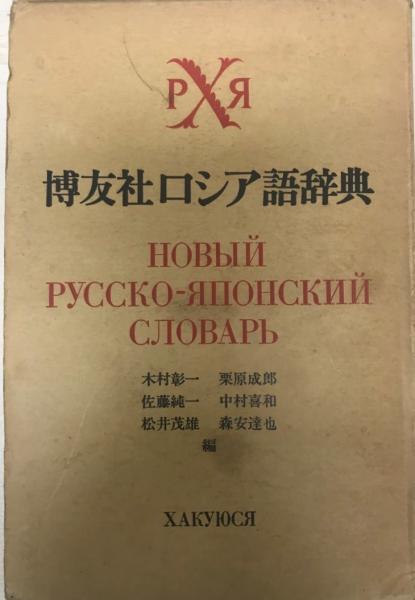 Р Я
博友社ロシア語辞典
НОВЫЙ
РУССКО-ЯПОНСКИЙ
СЛОВАРЬ
木村彰一 栗原成郎
佐藤純一 中村喜和
松井茂雄 森安達也
編
ХАКУЮСЯ